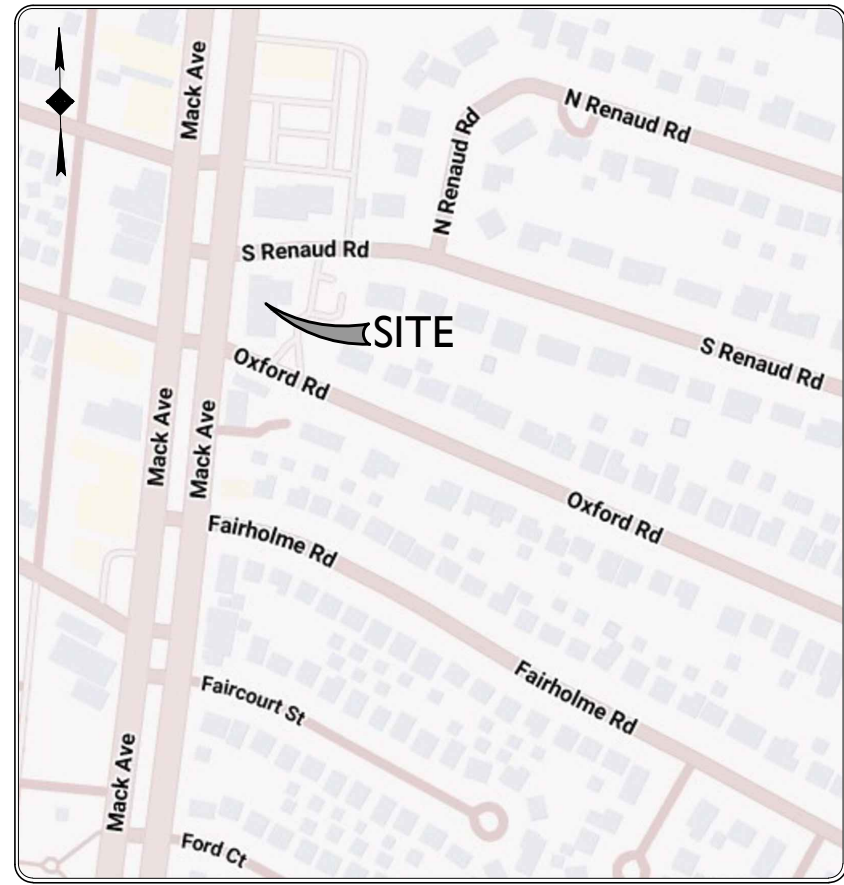 Mack Ave
N Renaud Rd
N Renaud Rd
S Renaud Rd
SITE
S Renaud Rd
Oxford Rd
Mack Ave
Mack Ave
Oxford Rd
Fairholme Rd
Fairholme Rd
Faircourt St
Mack Ave
Ford Ct